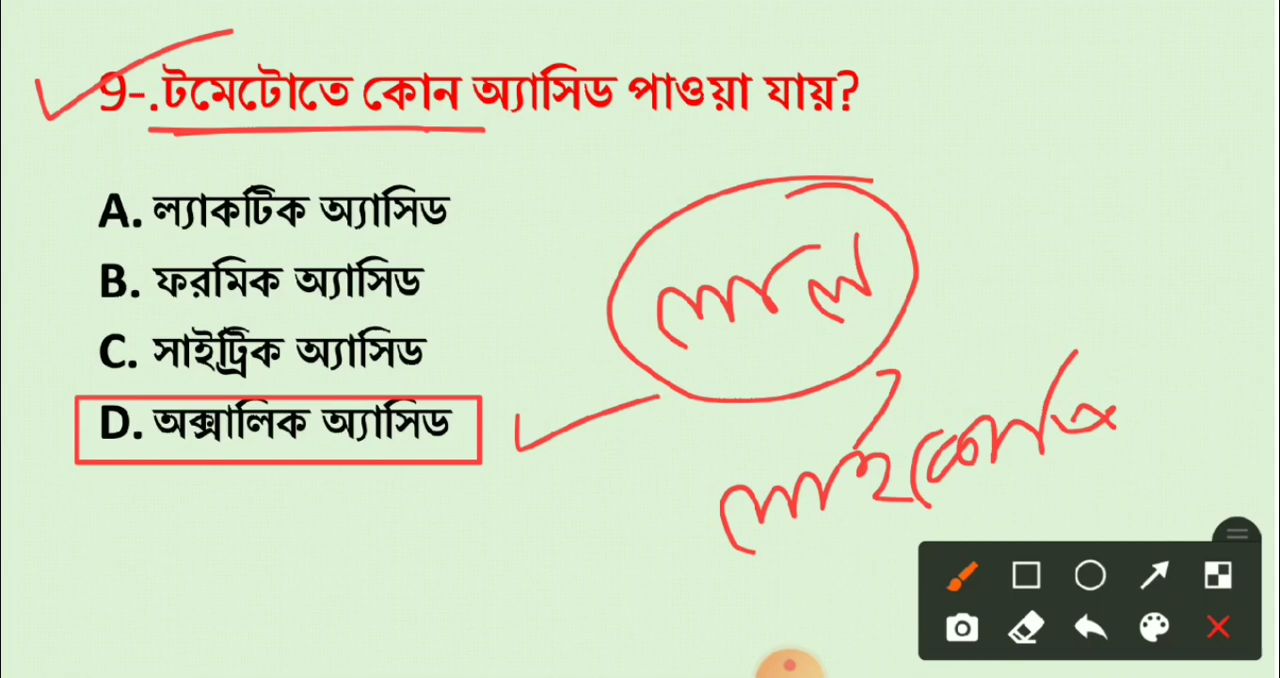 9-.টমেটোতে কোন অ্যাসিড পাওয়া যায়?
A. ল্যাকটিক অ্যাসিড
B. ফরমিক অ্যাসিড
C. সাইট্রিক অ্যাসিড
D. অক্সালিক অ্যাসিড
লাল